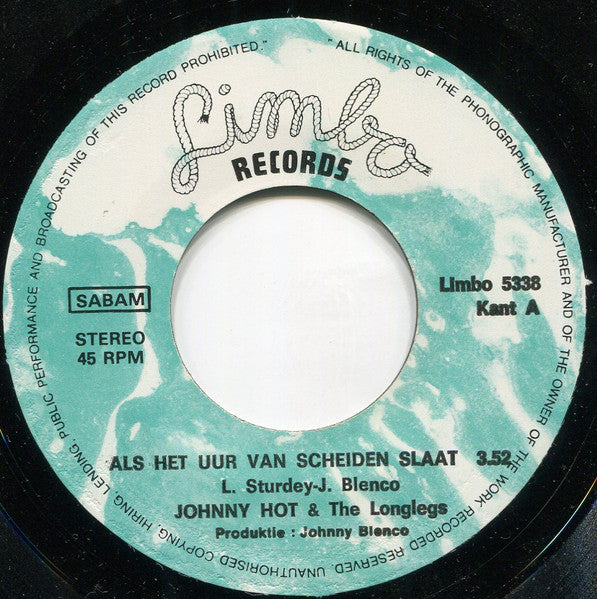 "ALL RIGHTS OF THE PHONOGRAPHIC MANUFACTURER AND OF THE OWNER OF THE WORK RECORDED RESERVED. UNAUTHORISED COPYING, HIRING, LENDING, PUBLIC PERFORMANCE AND BROADCASTING OF THIS RECORD PROHIBITED."
Limbo
RECORDS
SABAM
STEREO
45 RPM
Limbo 5338
Kant A
ALS HET UUR VAN SCHEIDEN SLAAT 3.52
L. Sturdey-J. Blenco
JOHNNY HOT & The Longlegs
Produktie : Johnny Blenco